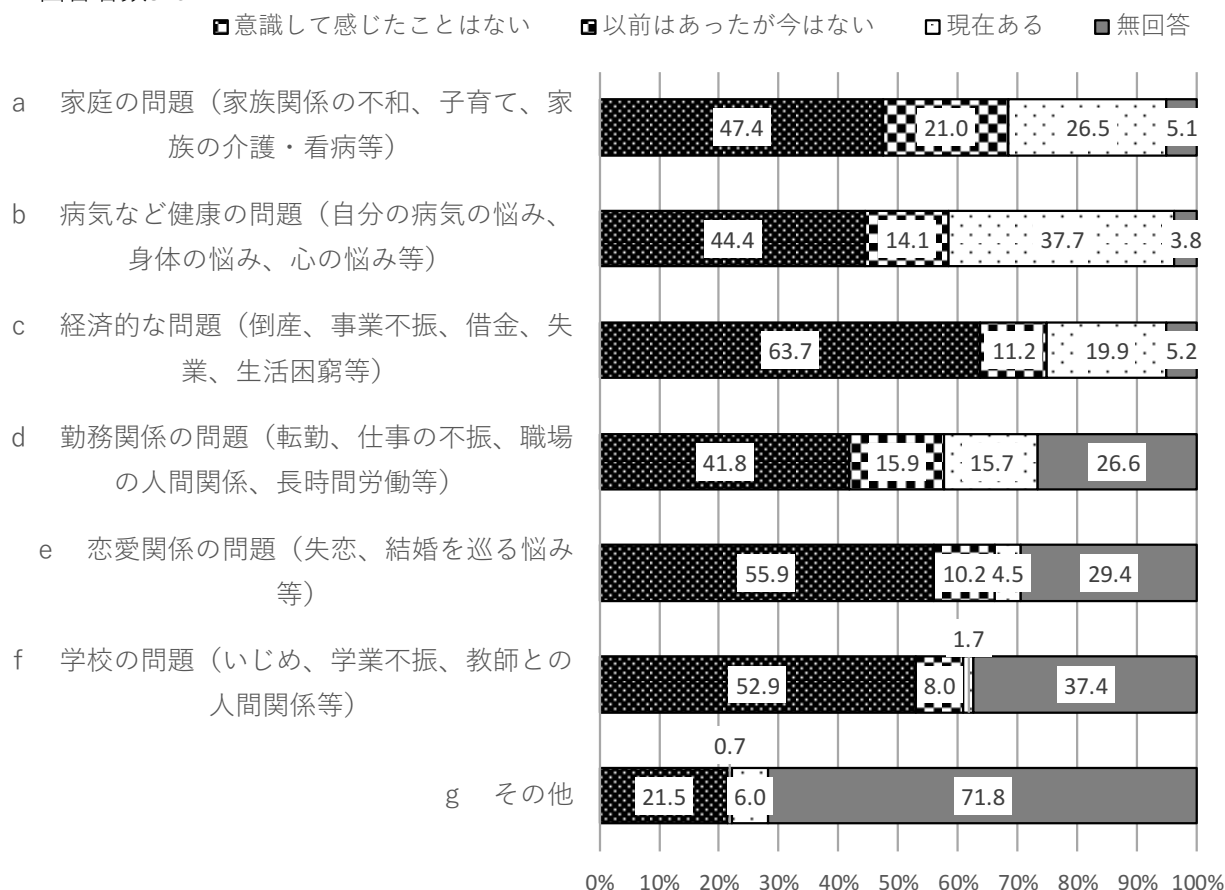 意識して感じたことはない 以前はあったが今はない 現在ある 無回答
a 家庭の問題（家族関係の不和、子育て、家
族の介護・看病等）
47.4 21.0 26.5 5.1
b 病気など健康の問題（自分の病気の悩み、
身体の悩み、心の悩み等）
44.4 14.1 37.7 3.8
c 経済的な問題（倒産、事業不振、借金、失
業、生活困窮等）
63.7 11.2 19.9 5.2
d 勤務関係の問題（転勤、仕事の不振、職場
の人間関係、長時間労働等）
41.8 15.9 15.7 26.6
e 恋愛関係の問題（失恋、結婚を巡る悩み
等）
55.9 10.2 4.5 29.4
f 学校の問題（いじめ、学業不振、教師との
人間関係等）
1.7
52.9 8.0 37.4
g その他
0.7
21.5 6.0 71.8
0% 10% 20% 30% 40% 50% 60% 70% 80% 90% 100%